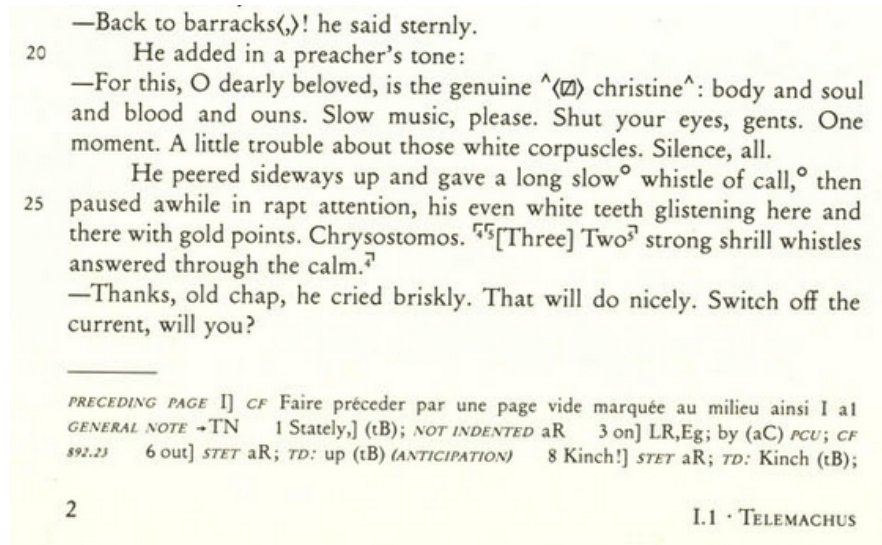 —Back to barracks⟨,⟩! he said sternly.
20 He added in a preacher's tone:
—For this, O dearly beloved, is the genuine ^⟨⍁⟩ christine^: body and soul
and blood and ouns. Slow music, please. Shut your eyes, gents. One
moment. A little trouble about those white corpuscles. Silence, all.
He peered sideways up and gave a long slow° whistle of call,° then
25 paused awhile in rapt attention, his even white teeth glistening here and
there with gold points. Chrysostomos. ⌜4⌜5[Three] Two5⌝ strong shrill whistles
answered through the calm.4⌝
—Thanks, old chap, he cried briskly. That will do nicely. Switch off the
current, will you?
PRECEDING PAGE I] CF Faire précéder par une page vide marquée au milieu ainsi I a1
GENERAL NOTE →TN 1 Stately,] (tB); NOT INDENTED aR 3 on] LR,Eg; by (aC) PCU; CF
892.23 6 out] STET aR; TD: up (tB) (ANTICIPATION) 8 Kinch!] STET aR; TD: Kinch (tB);
2 I.1 · TELEMACHUS